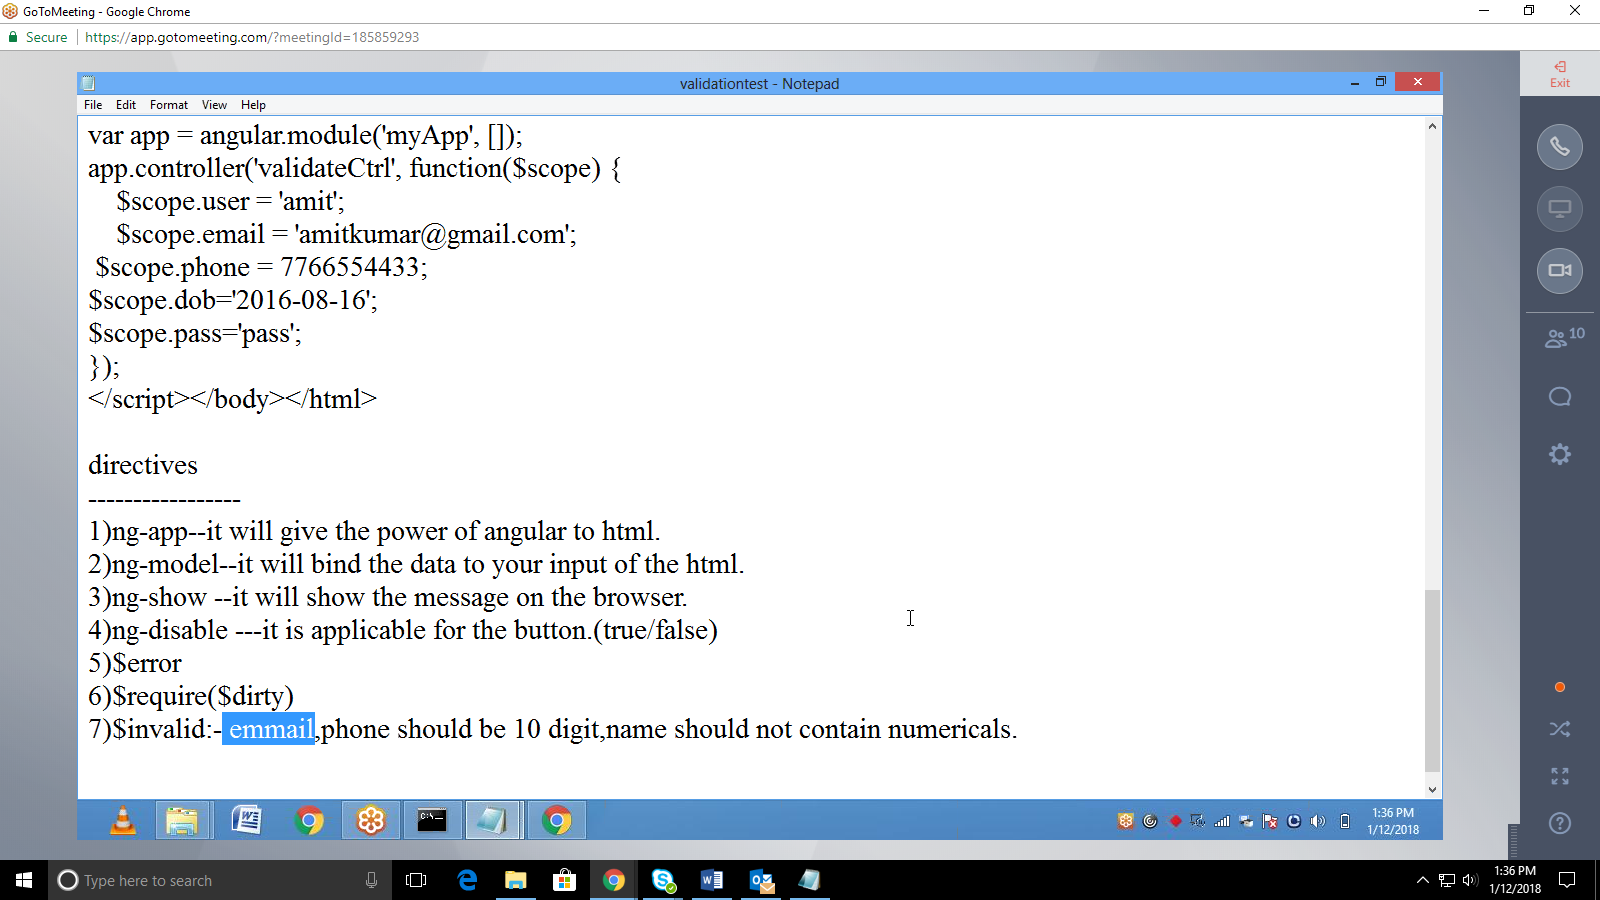 GoToMeeting - Google Chrome
Secure https://app.gotomeeting.com/?meetingId=185859293
validationtest - Notepad
File Edit Format View Help
var app = angular.module('myApp', []);
app.controller('validateCtrl', function($scope) {
$scope.user = 'amit';
$scope.email = 'amitkumar@gmail.com';
$scope.phone = 7766554433;
$scope.dob='2016-08-16';
$scope.pass='pass';
});
</script></body></html>
directives
-----------------
1)ng-app--it will give the power of angular to html.
2)ng-model--it will bind the data to your input of the html.
3)ng-show --it will show the message on the browser.
4)ng-disable ---it is applicable for the button.(true/false)
5)$error
6)$require($dirty)
7)$invalid:- emmail,phone should be 10 digit,name should not contain numericals.
Exit
10
1:36 PM
1/12/2018
Type here to search
1:36 PM
1/12/2018